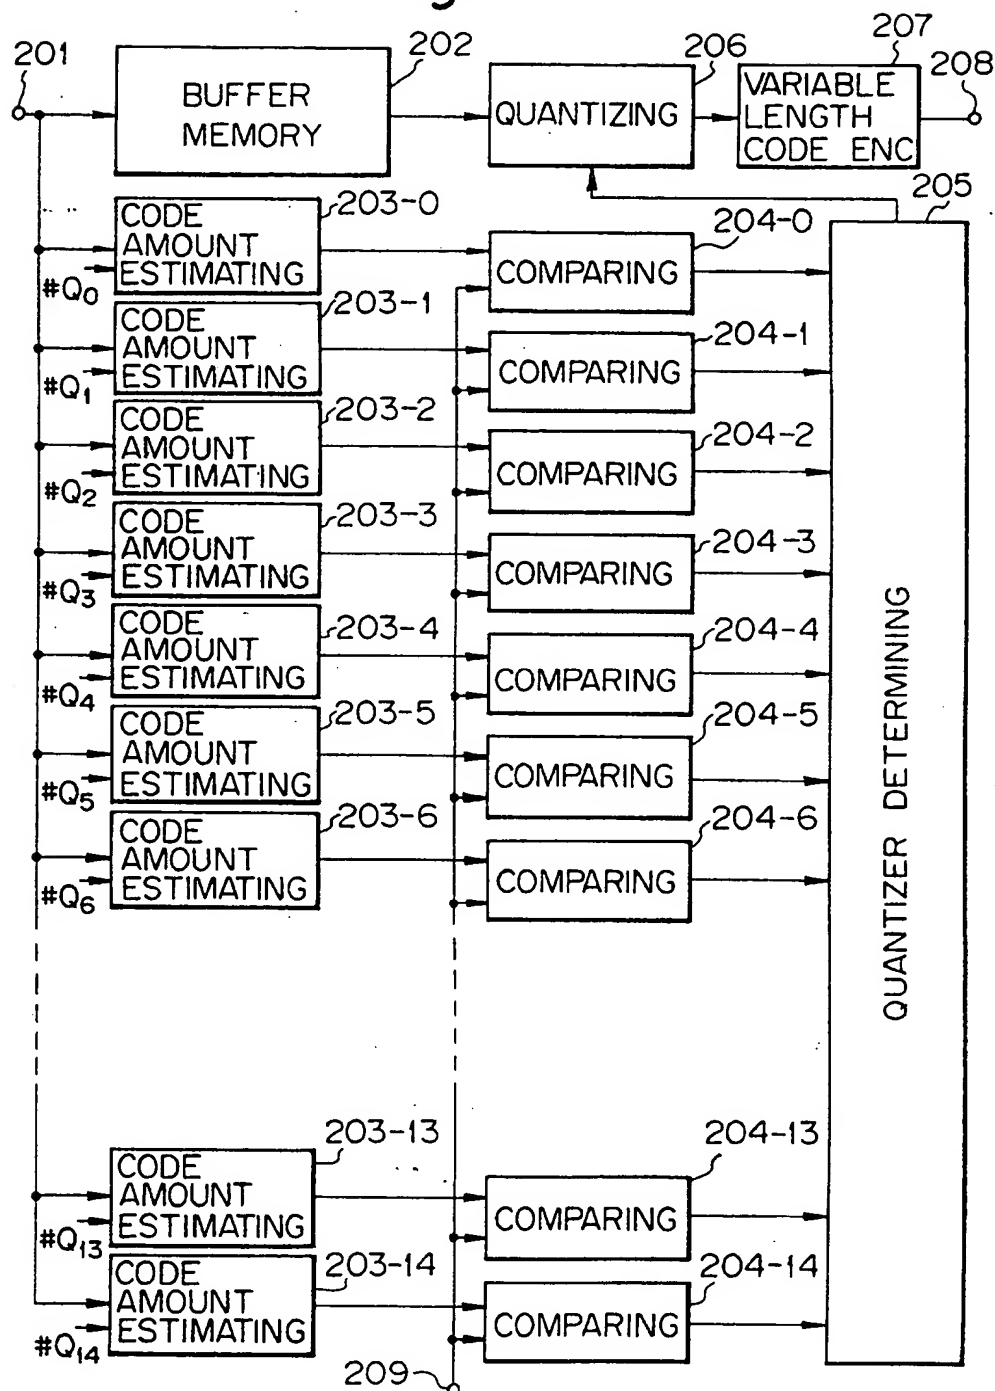 201
BUFFER
MEMORY
202
QUANTIZING
206
VARIABLE
LENGTH
CODE ENC
207
208
205
CODE
AMOUNT
ESTIMATING
203-0
#Q0
COMPARING
204-0
CODE
AMOUNT
ESTIMATING
203-1
#Q1
COMPARING
204-1
CODE
AMOUNT
ESTIMATING
203-2
#Q2
COMPARING
204-2
CODE
AMOUNT
ESTIMATING
203-3
#Q3
COMPARING
204-3
CODE
AMOUNT
ESTIMATING
203-4
#Q4
COMPARING
204-4
CODE
AMOUNT
ESTIMATING
203-5
#Q5
COMPARING
204-5
CODE
AMOUNT
ESTIMATING
203-6
#Q6
COMPARING
204-6
QUANTIZER DETERMINING
CODE
AMOUNT
ESTIMATING
203-13
#Q13
COMPARING
204-13
CODE
AMOUNT
ESTIMATING
203-14
#Q14
COMPARING
204-14
209